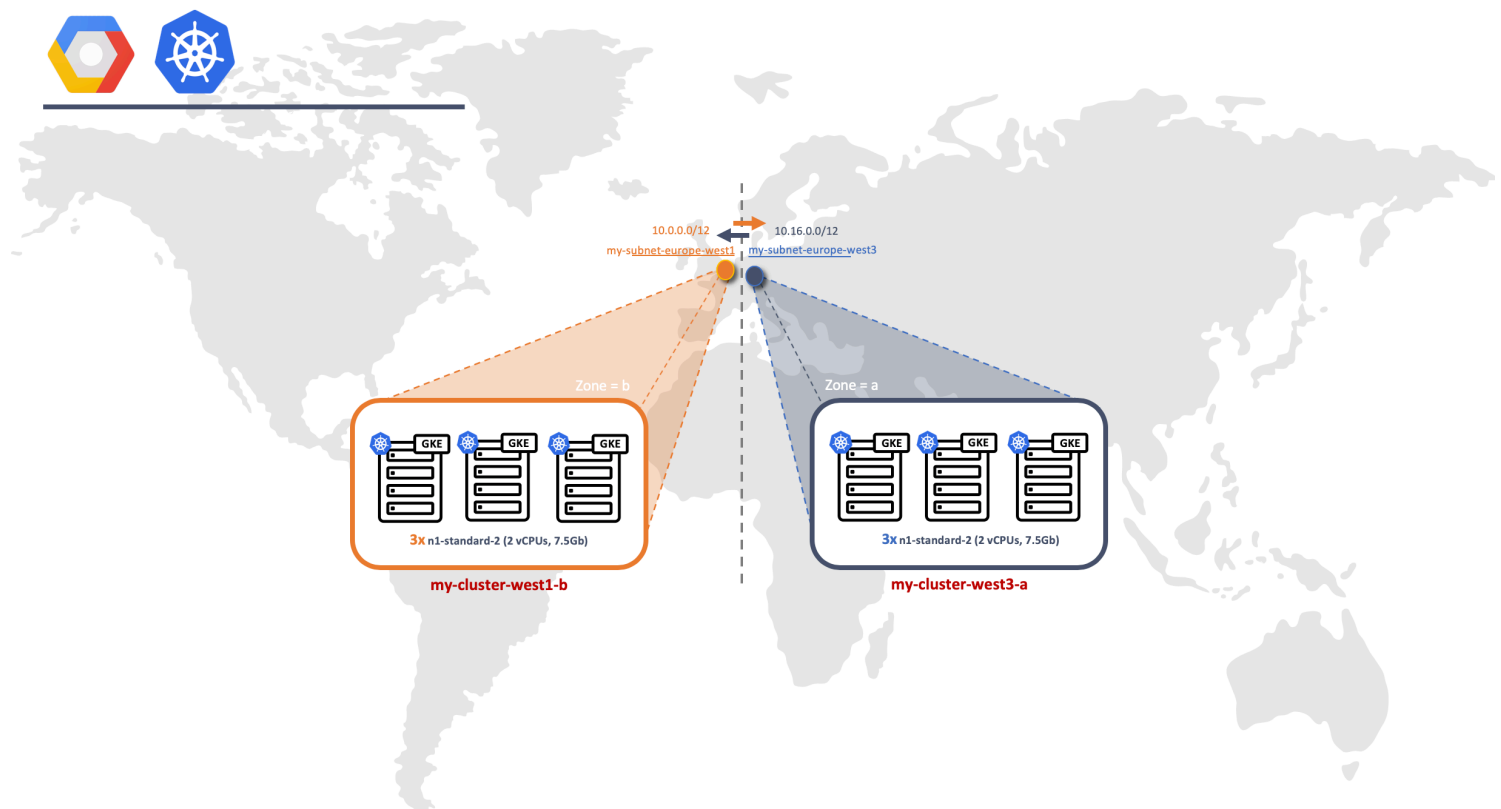 10.0.0.0/12
my-subnet-europe-west1
10.16.0.0/12
my-subnet-europe-west3
Zone = b
GKE
GKE
GKE
3x n1-standard-2 (2 vCPUs, 7.5Gb)
my-cluster-west1-b
Zone = a
GKE
GKE
GKE
3x n1-standard-2 (2 vCPUs, 7.5Gb)
my-cluster-west3-a